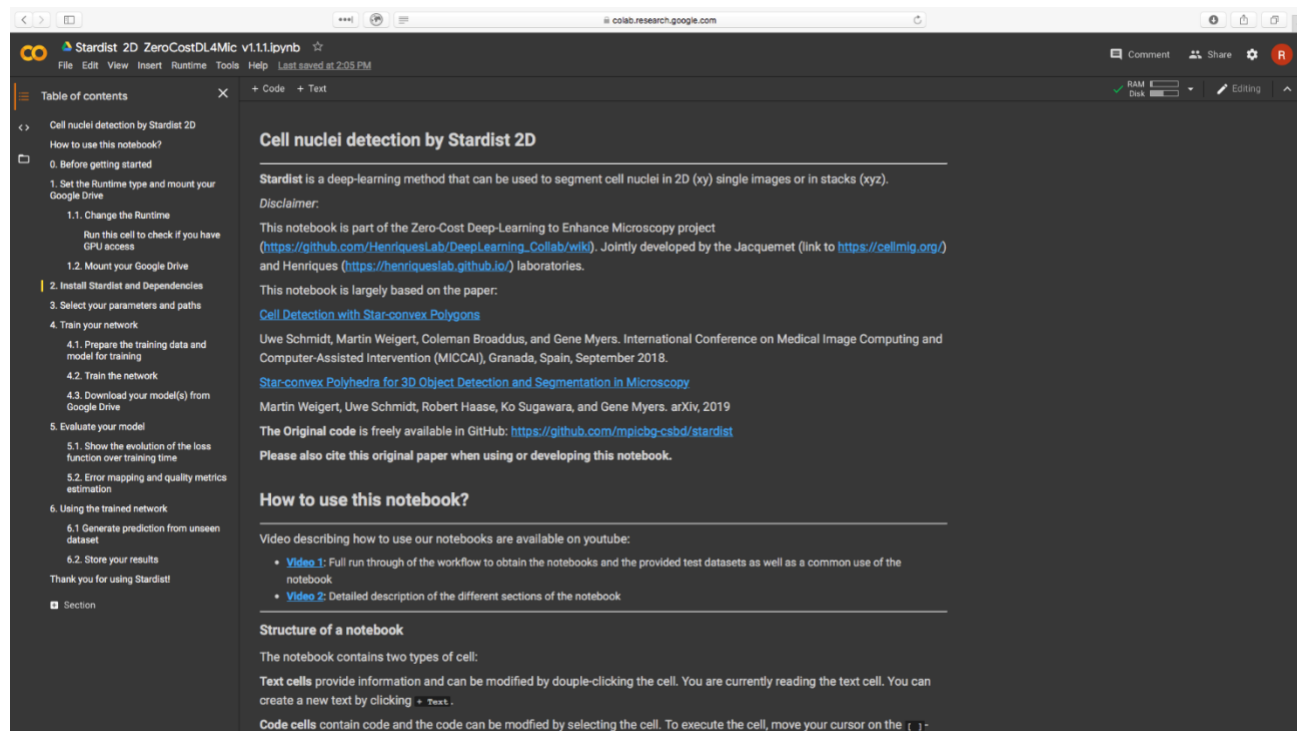 colab.research.google.com
CO
Stardist 2D ZeroCostDL4Mic v1.1.1.ipynb
File Edit View Insert Runtime Tools Help Last saved at 2:05 PM
Comment Share R
Table of contents
+ Code + Text
RAM
Disk
Editing
Cell nuclei detection by Stardist 2D
How to use this notebook?
0. Before getting started
1. Set the Runtime type and mount your
Google Drive
1.1. Change the Runtime
Run this cell to check if you have
GPU access
1.2. Mount your Google Drive
2. Install Stardist and Dependencies
3. Select your parameters and paths
4. Train your network
4.1. Prepare the training data and
model for training
4.2. Train the network
4.3. Download your model(s) from
Google Drive
5. Evaluate your model
5.1. Show the evolution of the loss
function over training time
5.2. Error mapping and quality metrics
estimation
6. Using the trained network
6.1 Generate prediction from unseen
dataset
6.2. Store your results
Thank you for using Stardist!
Section
Cell nuclei detection by Stardist 2D
Stardist is a deep-learning method that can be used to segment cell nuclei in 2D (xy) single images or in stacks (xyz).
Disclaimer:
This notebook is part of the Zero-Cost Deep-Learning to Enhance Microscopy project
(https://github.com/HenriquesLab/DeepLearning_Collab/wiki). Jointly developed by the Jacquemet (link to https://cellmig.org/)
and Henriques (https://henriqueslab.github.io/) laboratories.
This notebook is largely based on the paper:
Cell Detection with Star-convex Polygons
Uwe Schmidt, Martin Weigert, Coleman Broaddus, and Gene Myers. International Conference on Medical Image Computing and
Computer-Assisted Intervention (MICCAI), Granada, Spain, September 2018.
Star-convex Polyhedra for 3D Object Detection and Segmentation in Microscopy
Martin Weigert, Uwe Schmidt, Robert Haase, Ko Sugawara, and Gene Myers. arXiv, 2019
The Original code is freely available in GitHub: https://github.com/mpicbg-csbd/stardist
Please also cite this original paper when using or developing this notebook.
How to use this notebook?
Video describing how to use our notebooks are available on youtube:
• Video 1: Full run through of the workflow to obtain the notebooks and the provided test datasets as well as a common use of the
notebook
• Video 2: Detailed description of the different sections of the notebook
Structure of a notebook
The notebook contains two types of cell:
Text cells provide information and can be modified by douple-clicking the cell. You are currently reading the text cell. You can
create a new text by clicking + Text.
Code cells contain code and the code can be modfied by selecting the cell. To execute the cell, move your cursor on the [ ]-